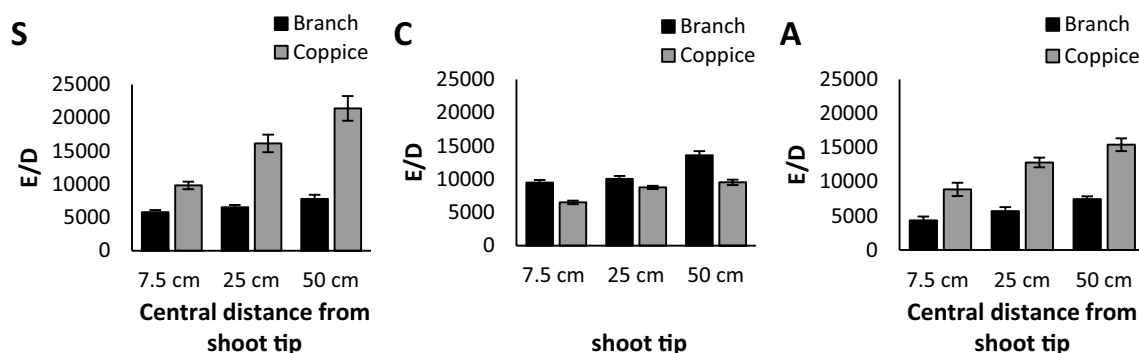 S
Branch
Coppice
E/D
25000
20000
15000
10000
5000
0
7.5 cm 25 cm 50 cm
Central distance from
shoot tip
C
Branch
Coppice
E/D
25000
20000
15000
10000
5000
0
7.5 cm 25 cm 50 cm
shoot tip
A
Branch
Coppice
E/D
25000
20000
15000
10000
5000
0
7.5 cm 25 cm 50 cm
Central distance from
shoot tip